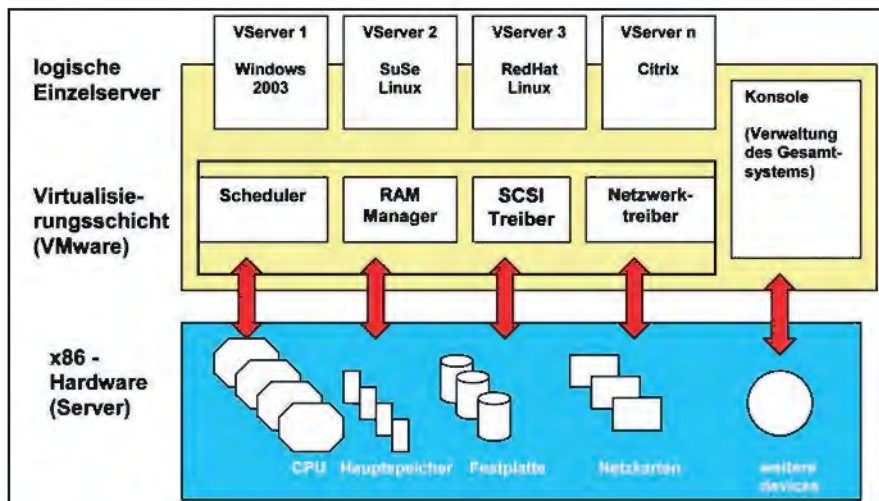 VServer 1
Windows
2003
VServer 2
SuSe
Linux
VServer 3
RedHat
Linux
VServer n
Citrix
logische
Einzelserver
Konsole
(Verwaltung
des Gesamt-
systems)
Virtualisie-
rungsschicht
(VMware)
Scheduler
RAM
Manager
SCSI
Treiber
Netzwerk-
treiber
x86 -
Hardware
(Server)
CPU
Hauptspeicher
Festplatte
Netzkarten
weitere
devices